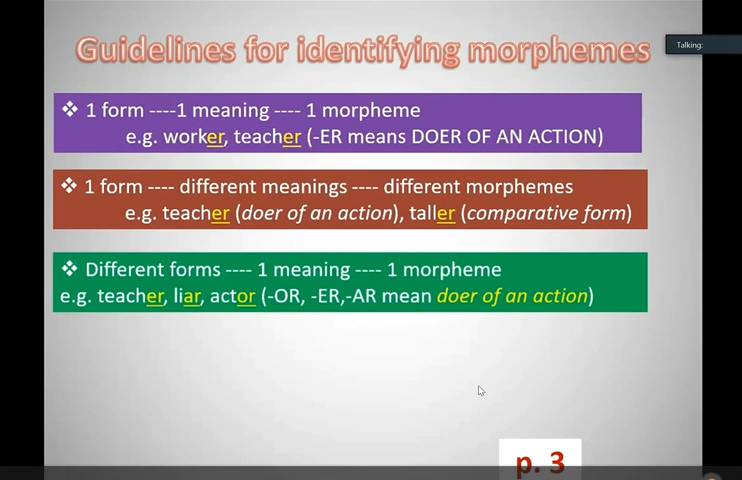 Guidelines for identifying morphemes
Talking:
❖ 1 form ----1 meaning ---- 1 morpheme
e.g. worker, teacher (-ER means DOER OF AN ACTION)
❖ 1 form ---- different meanings ---- different morphemes
e.g. teacher (doer of an action), taller (comparative form)
❖ Different forms ---- 1 meaning ---- 1 morpheme
e.g. teacher, liar, actor (-OR, -ER,-AR mean doer of an action)
p. 3